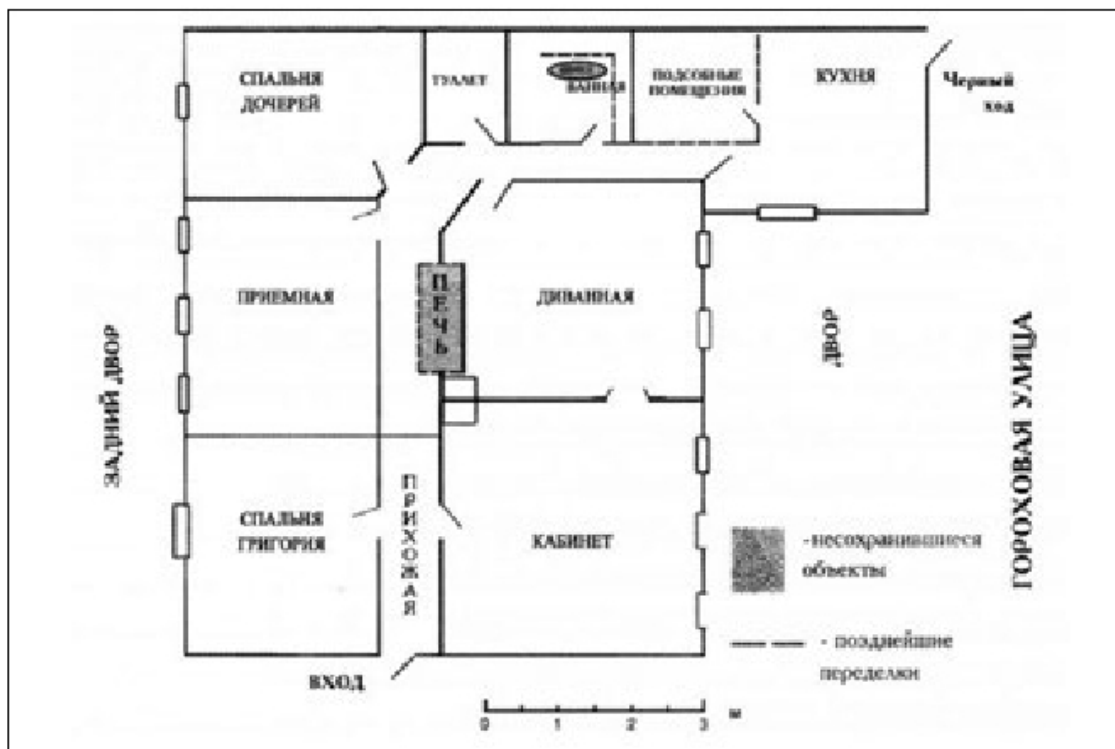 СПАЛЬНЯ
ДОЧЕРЕЙ
ТУАЛЕТ
ВАННАЯ
ПОДСОБНЫЕ
ПОМЕЩЕНИЯ
КУХНЯ
Черный
ход
ПРИЕМНАЯ
ПЕЧЬ
ДИВАННАЯ
ЗАДНИЙ ДВОР
ДВОР
ГОРОХОВАЯ УЛИЦА
СПАЛЬНЯ
ГРИГОРИЯ
ПРИХОЖАЯ
КАБИНЕТ
-несохранившиеся
объекты
- позднейшие
переделки
ВХОД
0 1 2 3 м